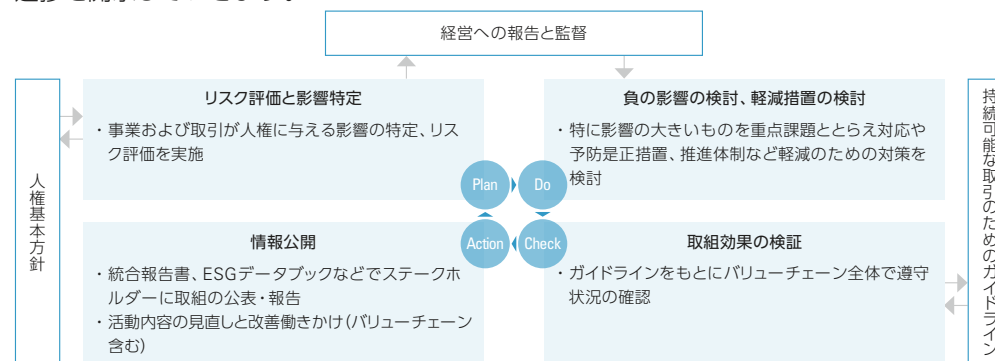 経営への報告と監督
人権基本方針
リスク評価と影響特定
・事業および取引が人権に与える影響の特定、リス
ク評価を実施
負の影響の検討、軽減措置の検討
・特に影響の大きいものを重点課題ととらえ対応や
予防是正措置、推進体制など軽減のための対策を
検討
Plan
Do
Action
Check
情報公開
・統合報告書、ESGデータブックなどでステークホ
ルダーに取組の公表・報告
・活動内容の見直しと改善働きかけ（バリューチェーン
含む）
取組効果の検証
・ガイドラインをもとにバリューチェーン全体で遵守
状況の確認
持続可能な取引のためのガイドライン